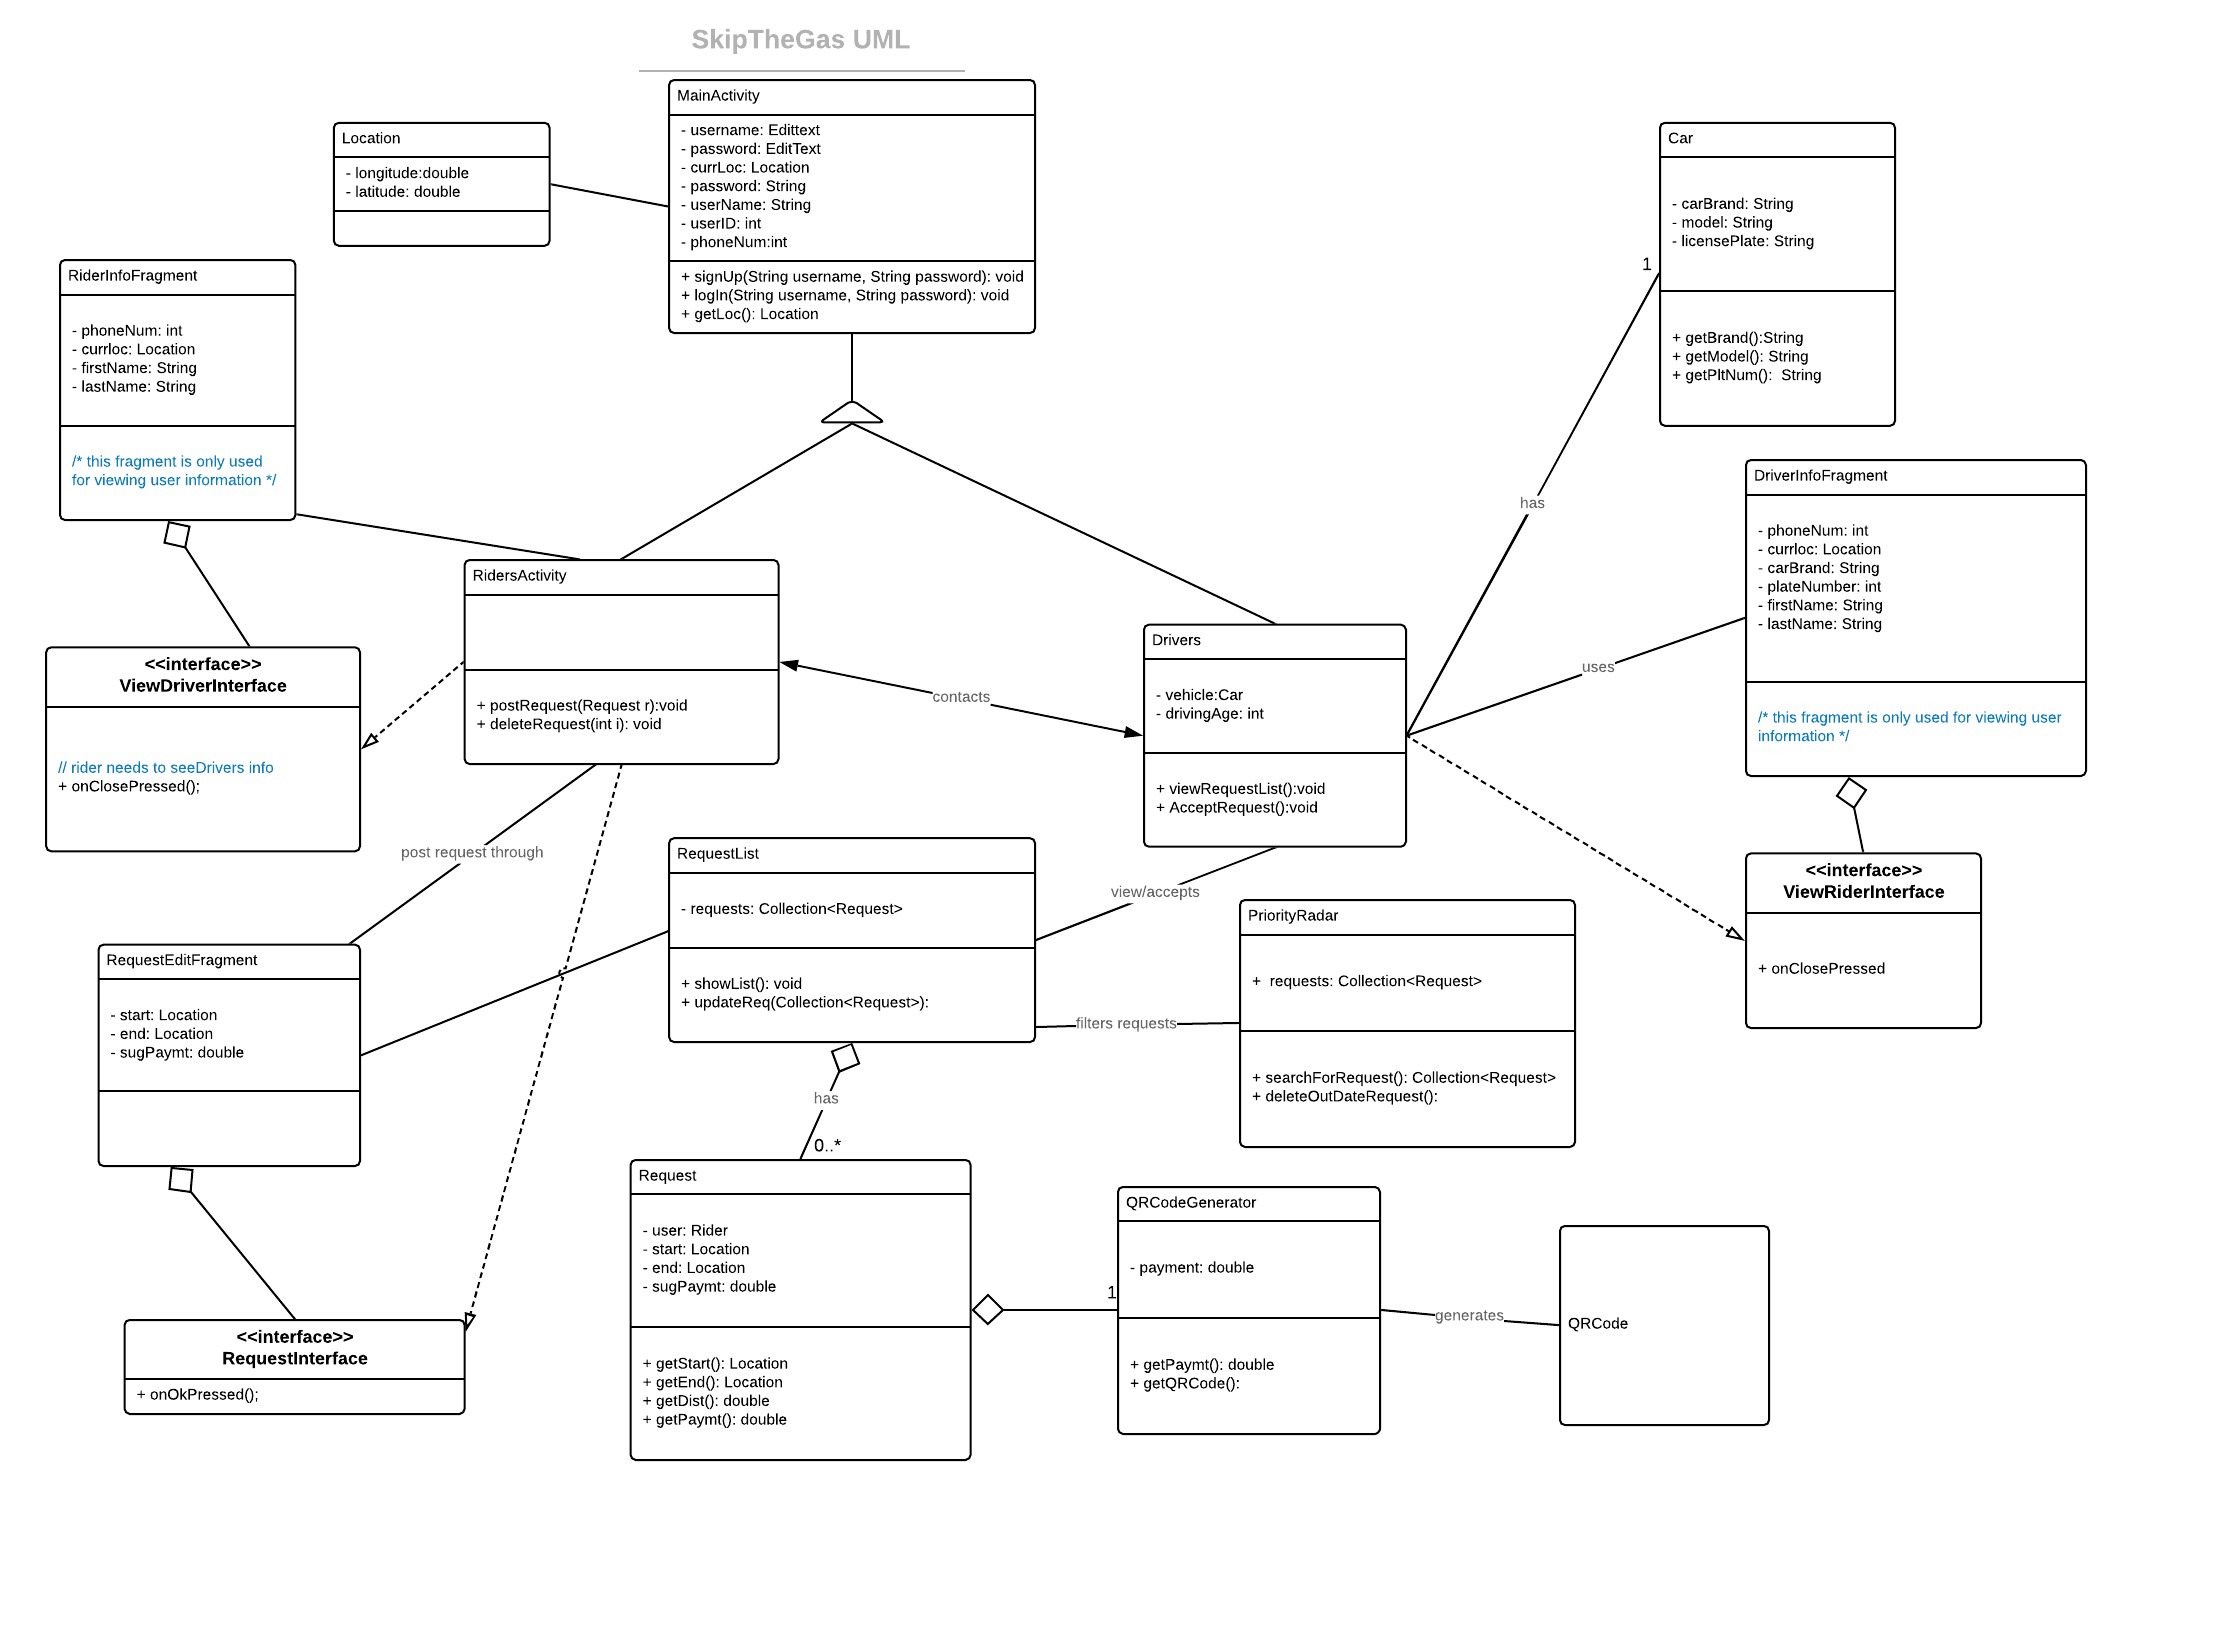 SkipTheGas UML
MainActivity
- username: Edittext
- password: EditText
- currLoc: Location
- password: String
- userName: String
- userID: int
- phoneNum:int
+ signUp(String username, String password): void
+ logIn(String username, String password): void
+ getLoc(): Location
Location
- longitude:double
- latitude: double
Car
- carBrand: String
- model: String
- licensePlate: String
+ getBrand():String
+ getModel(): String
+ getPltNum():  String
1
has
RiderInfoFragment
- phoneNum: int
- currloc: Location
- firstName: String
- lastName: String
/* this fragment is only used
for viewing user information */
DriverInfoFragment
- phoneNum: int
- currloc: Location
- carBrand: String
- plateNumber: int
- firstName: String
- lastName: String
/* this fragment is only used for viewing user
information */
uses
RidersActivity
+ postRequest(Request r):void
+ deleteRequest(int i): void
contacts
Drivers
- vehicle:Car
- drivingAge: int
+ viewRequestList():void
+ AcceptRequest():void
<<interface>>
ViewDriverInterface
// rider needs to seeDrivers info
+ onClosePressed();
post request through
RequestList
- requests: Collection<Request>
+ showList(): void
+ updateReq(Collection<Request>):
view/accepts
<<interface>>
ViewRiderInterface
+ onClosePressed
PriorityRadar
+  requests: Collection<Request>
+ searchForRequest(): Collection<Request>
+ deleteOutDateRequest():
filters requests
RequestEditFragment
- start: Location
- end: Location
- sugPaymt: double
has
0..*
Request
- user: Rider
- start: Location
- end: Location
- sugPaymt: double
+ getStart(): Location
+ getEnd(): Location
+ getDist(): double
+ getPaymt(): double
1
QRCodeGenerator
- payment: double
+ getPaymt(): double
+ getQRCode():
generates
QRCode
<<interface>>
RequestInterface
+ onOkPressed();